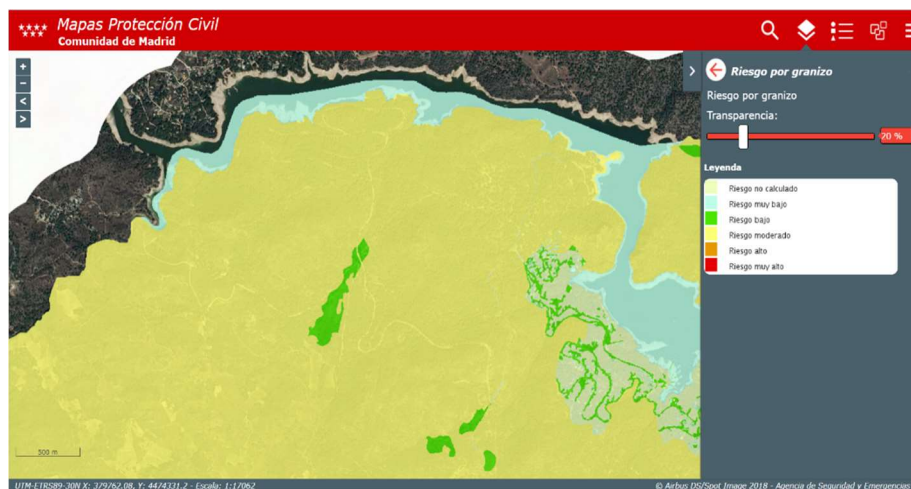 Mapas Protección Civil
Comunidad de Madrid
+
−
<
>
>
Riesgo por granizo
Riesgo por granizo
Transparencia:
20 %
Leyenda
Riesgo no calculado
Riesgo muy bajo
Riesgo bajo
Riesgo moderado
Riesgo alto
Riesgo muy alto
500 m
UTM-ETRS89-30N X: 379762.08, Y: 4474331.2 - Escala: 1:17062
© Airbus DS/Spot Image 2018 - Agencia de Seguridad y Emergencias